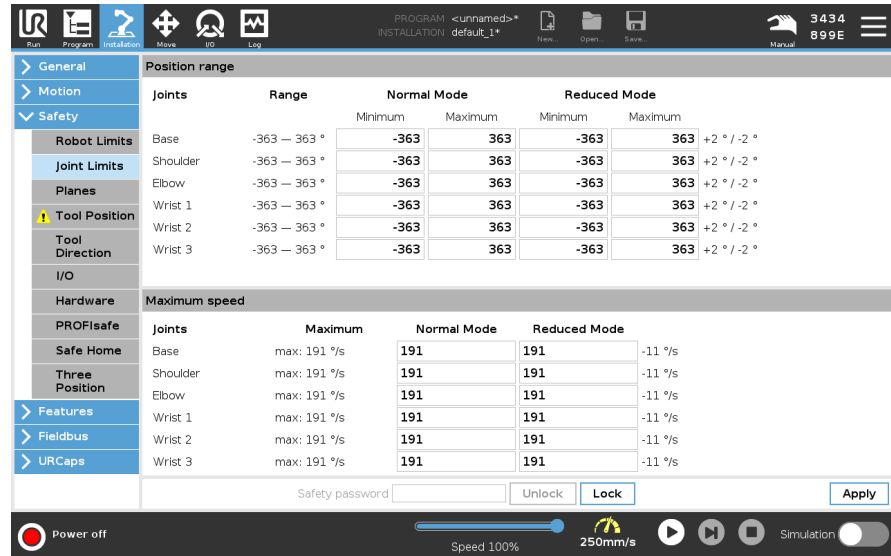 PROGRAM <unnamed>*
INSTALLATION default_1*
Run Program Installation Move I/O Log New... Open... Save... Manual
3434
899E
General
Motion
Safety
Robot Limits
Joint Limits
Planes
Tool Position
Tool
Direction
I/O
Hardware
PROFIsafe
Safe Home
Three
Position
Features
Fieldbus
URCaps
Position range
Joints Range Normal Mode Reduced Mode
Minimum Maximum Minimum Maximum
Base -363 — 363 ° -363 363 -363 363 +2 ° / -2 °
Shoulder -363 — 363 ° -363 363 -363 363 +2 ° / -2 °
Elbow -363 — 363 ° -363 363 -363 363 +2 ° / -2 °
Wrist 1 -363 — 363 ° -363 363 -363 363 +2 ° / -2 °
Wrist 2 -363 — 363 ° -363 363 -363 363 +2 ° / -2 °
Wrist 3 -363 — 363 ° -363 363 -363 363 +2 ° / -2 °
Maximum speed
Joints Maximum Normal Mode Reduced Mode
Base max: 191 °/s 191 191 -11 °/s
Shoulder max: 191 °/s 191 191 -11 °/s
Elbow max: 191 °/s 191 191 -11 °/s
Wrist 1 max: 191 °/s 191 191 -11 °/s
Wrist 2 max: 191 °/s 191 191 -11 °/s
Wrist 3 max: 191 °/s 191 191 -11 °/s
Safety password Unlock Lock Apply
Power off
Speed 100%
250mm/s
Simulation